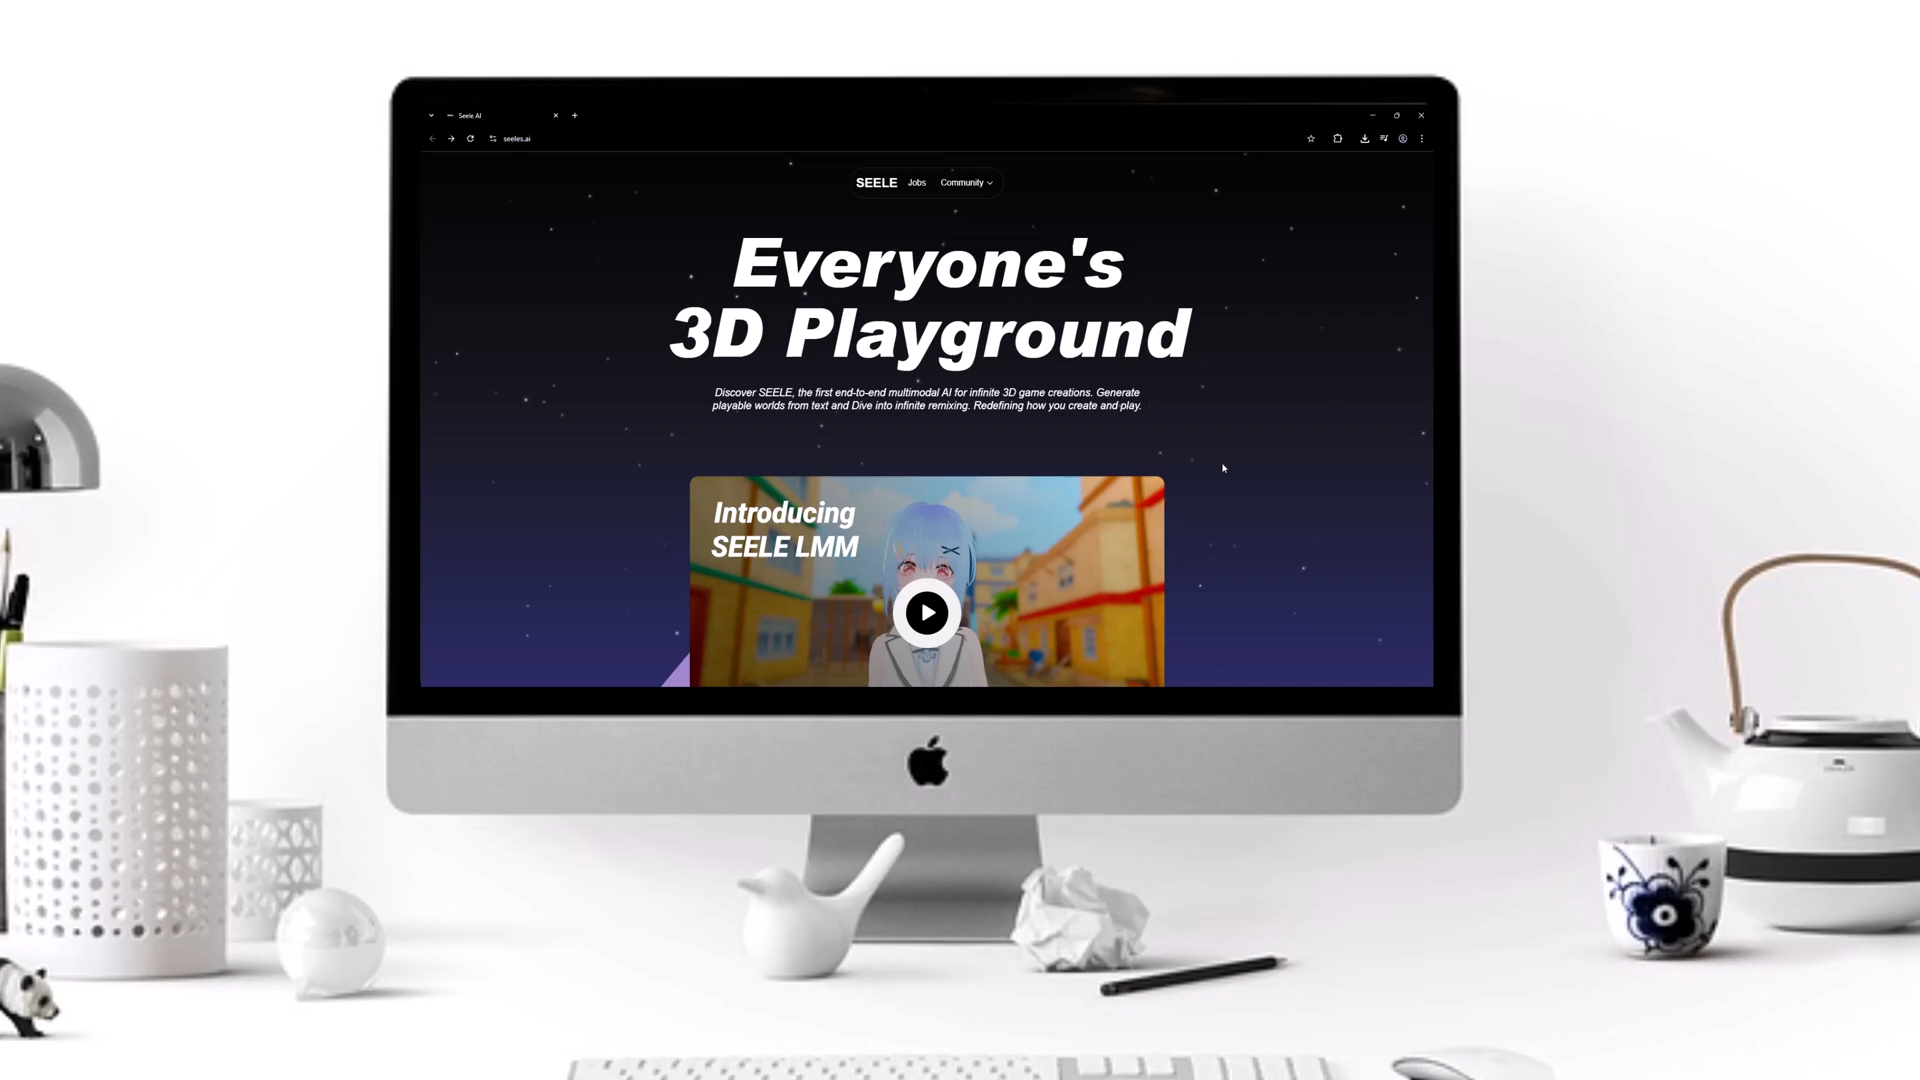 Seele AI
seeles.ai
SEELE Jobs Community
Everyone's
3D Playground
Discover SEELE, the first end-to-end multimodal AI for infinite 3D game creations. Generate
playable worlds from text and Dive into infinite remixing. Redefining how you create and play.
Introducing
SEELE LMM